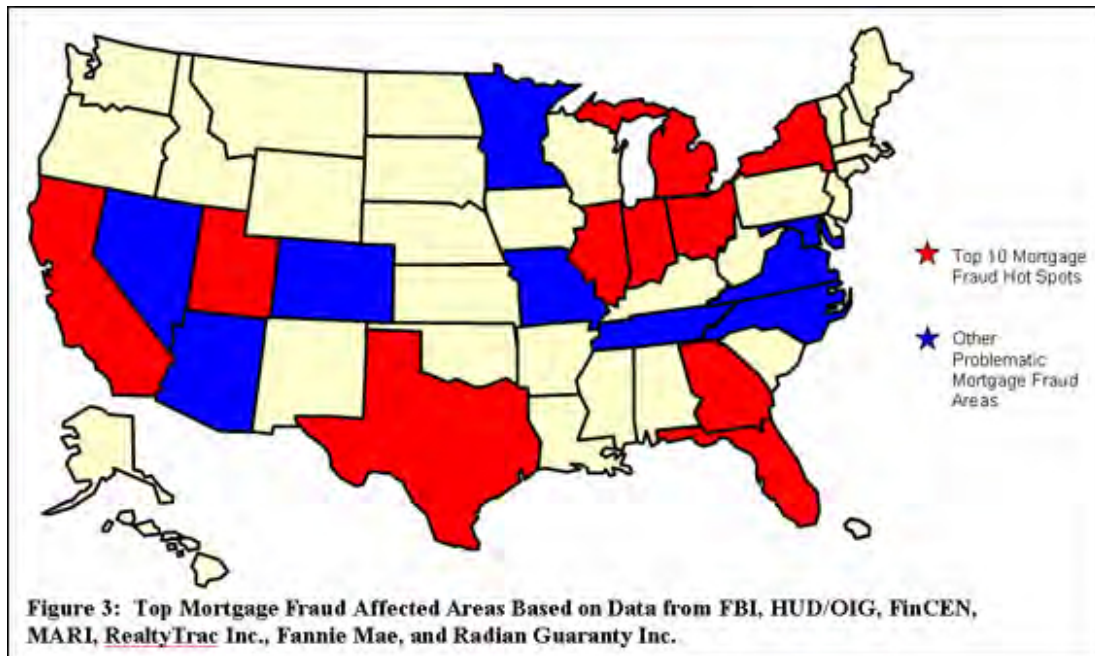 Top 10 Mortgage
Fraud Hot Spots
Other
Problematic
Mortgage Fraud
Areas
Figure 3: Top Mortgage Fraud Affected Areas Based on Data from FBI, HUD/OIG, FinCEN,
MARI, RealtyTrac Inc., Fannie Mae, and Radian Guaranty Inc.